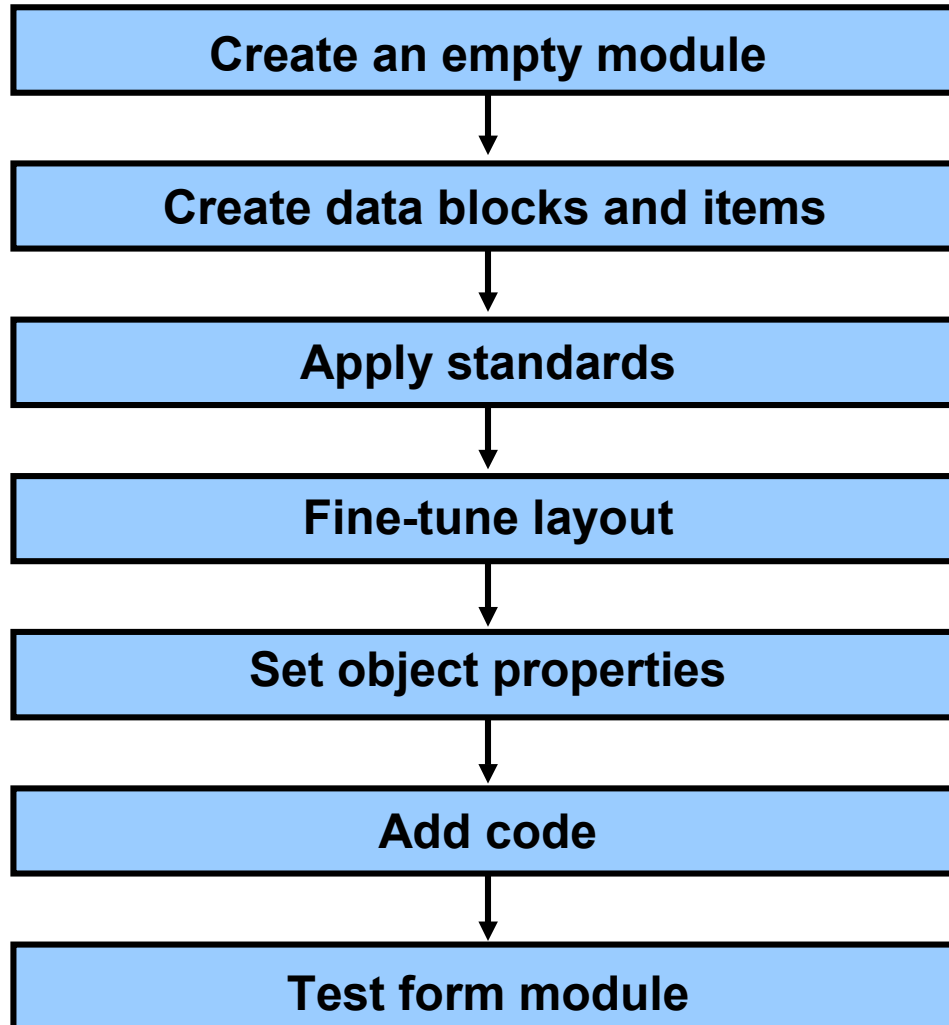 Create an empty module
Create data blocks and items
Apply standards
Fine-tune layout
Set object properties
Add code
Test form module